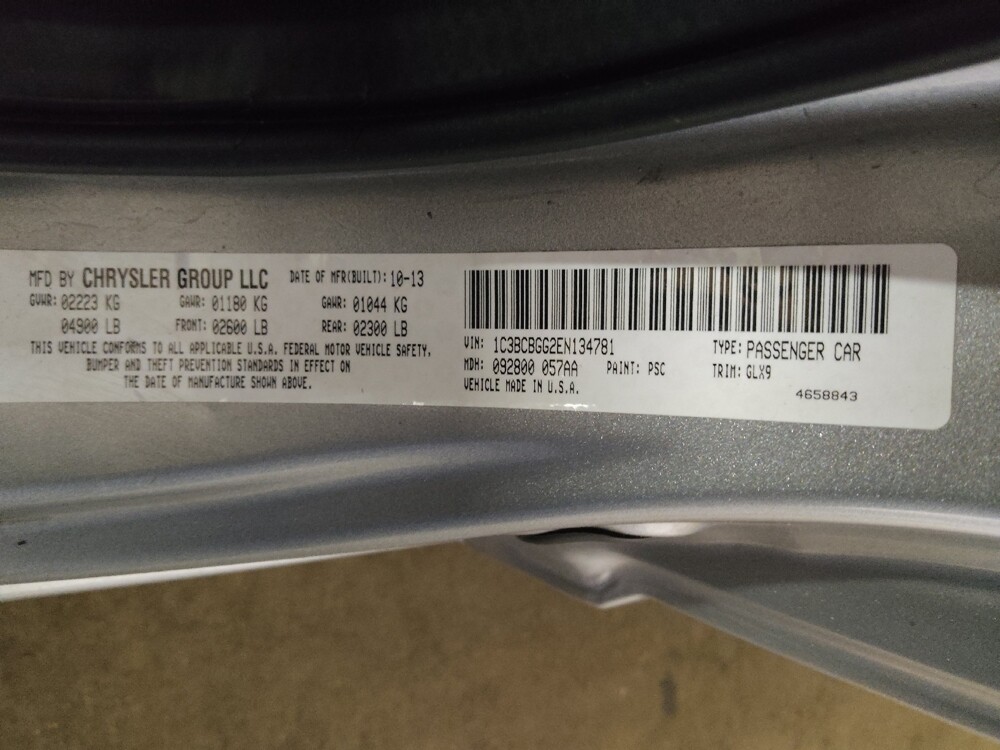 MFD BY CHRYSLER GROUP LLC DATE OF MFR(BUILT): 10-13
GVWR: 02223 KG GAWR: 01180 KG GAWR: 01044 KG
04900 LB FRONT: 02600 LB REAR: 02300 LB
THIS VEHICLE CONFORMS TO ALL APPLICABLE U.S.A. FEDERAL MOTOR VEHICLE SAFETY,
BUMPER AND THEFT PREVENTION STANDARDS IN EFFECT ON
THE DATE OF MANUFACTURE SHOWN ABOVE.
VIN: 1C3BCBGG2EN134781 TYPE: PASSENGER CAR
MDH: 092800 057AA PAINT: PSC TRIM: GLX9
VEHICLE MADE IN U.S.A.
4658843